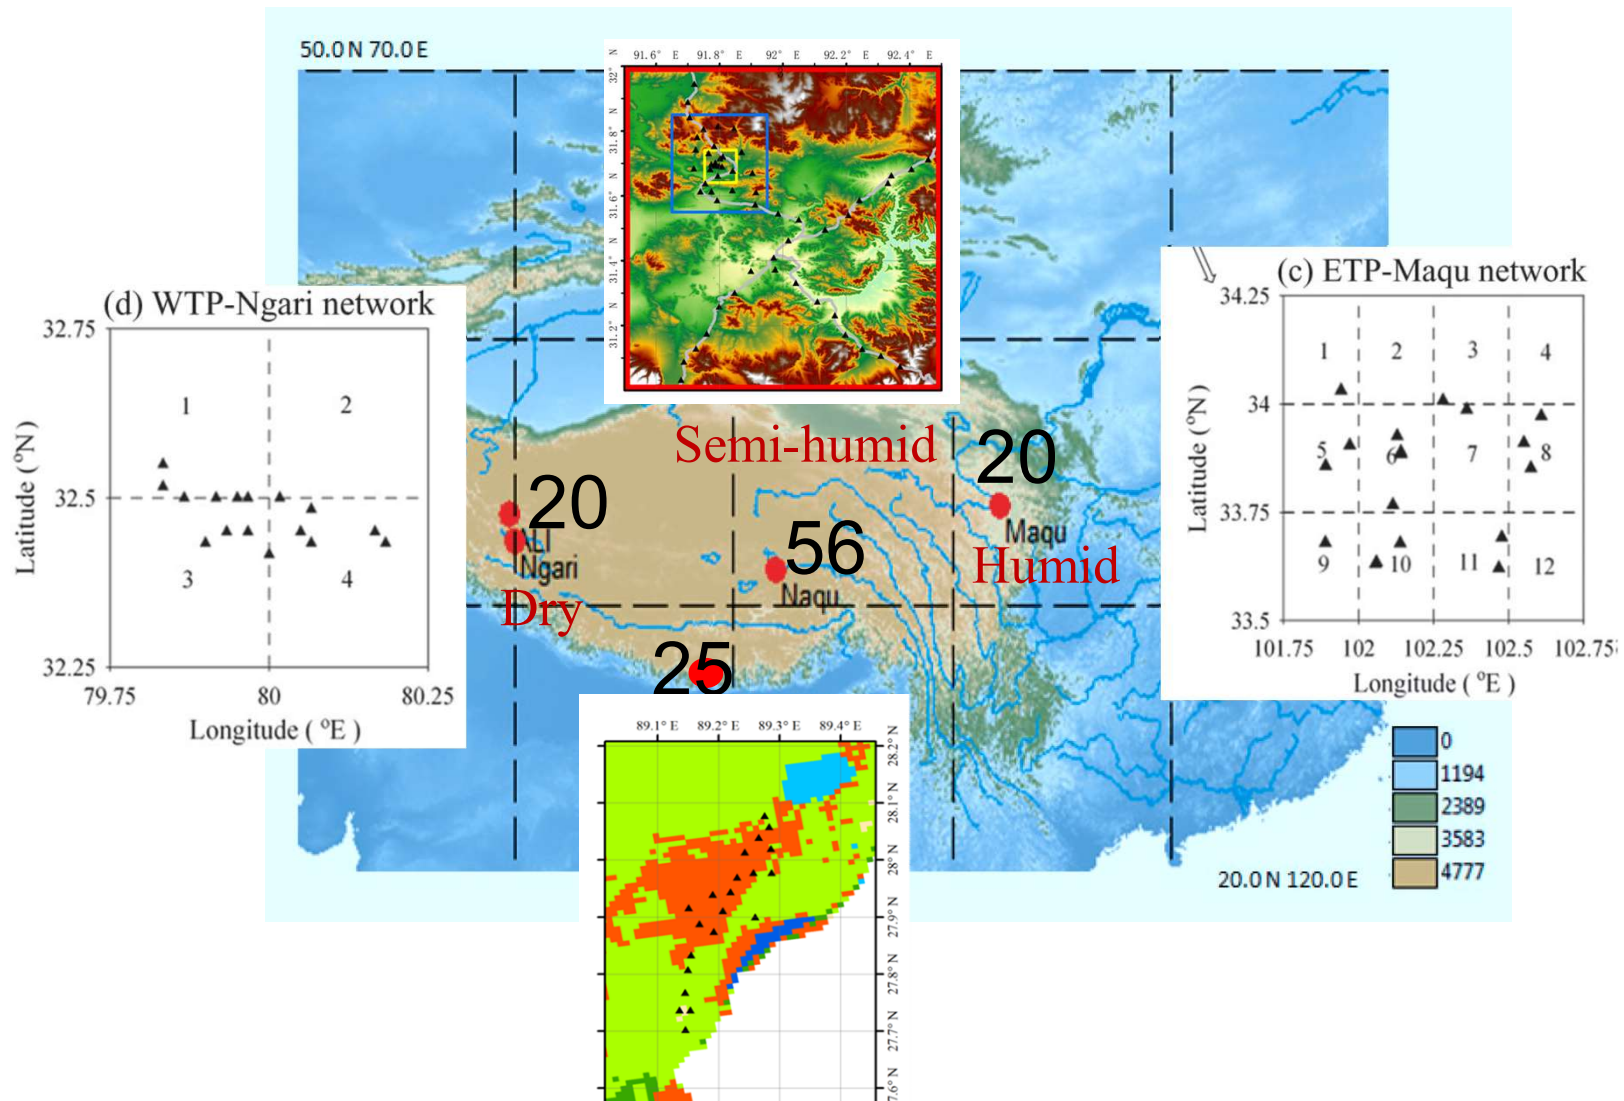 50.0 N 70.0 E
91.6° E 91.8° E 92° E 92.2° E 92.4° E
32° N
31.8° N
31.6° N
31.4° N
31.2° N
(d) WTP-Ngari network
32.75
32.5
32.25
Latitude ( °N)
1
2
3
4
79.75 80 80.25
Longitude ( °E )
(c) ETP-Maqu network
34.25
34
33.75
33.5
Latitude ( °N)
1 2 3 4
5 6 7 8
9 10 11 12
101.75 102 102.25 102.5 102.75
Longitude ( °E )
Semi-humid
20
ALI
Ngari
Dry
56
Naqu
20
Maqu
Humid
25
89.1° E 89.2° E 89.3° E 89.4° E
28.2° N
28.1° N
28° N
27.9° N
27.8° N
27.7° N
27.6° N
0
1194
2389
3583
4777
20.0 N 120.0 E